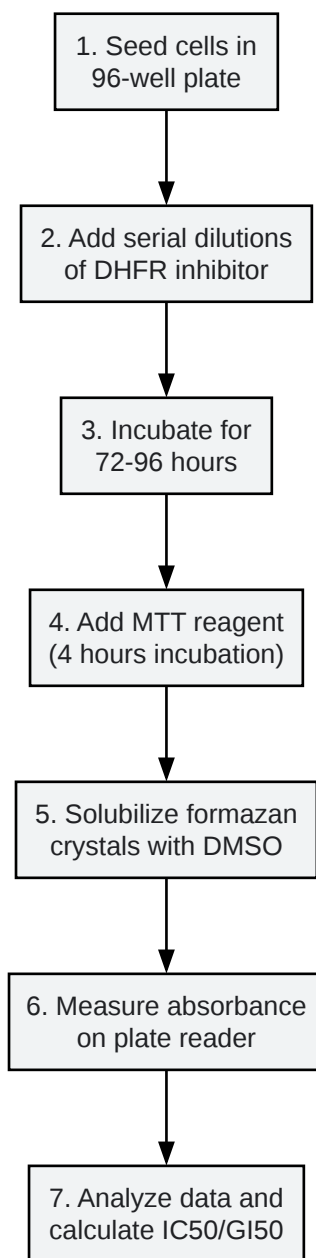 1. Seed cells in
96-well plate
2. Add serial dilutions
of DHFR inhibitor
3. Incubate for
72-96 hours
4. Add MTT reagent
(4 hours incubation)
5. Solubilize formazan
crystals with DMSO
6. Measure absorbance
on plate reader
7. Analyze data and
calculate IC50/GI50